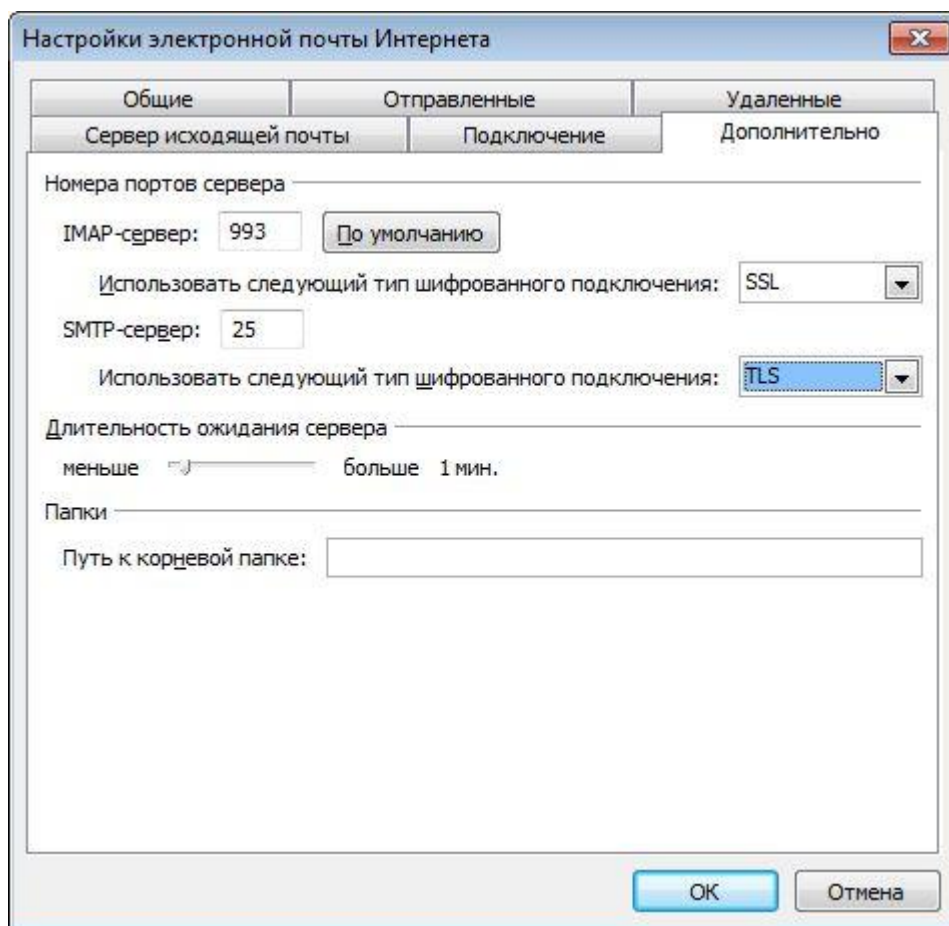 Настройки электронной почты Интернета
Общие Отправленные Удаленные
Сервер исходящей почты Подключение Дополнительно
Номера портов сервера
IMAP-сервер: 993 По умолчанию
Использовать следующий тип шифрованного подключения: SSL
SMTP-сервер: 25
Использовать следующий тип шифрованного подключения: TLS
Длительность ожидания сервера
меньше больше 1 мин.
Папки
Путь к корневой папке:
ОК Отмена